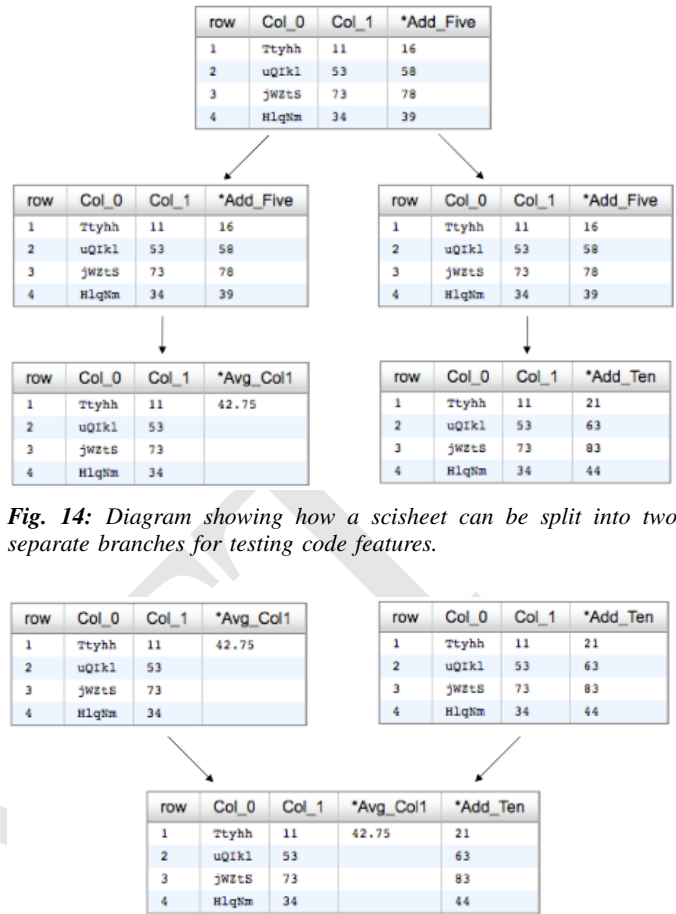 row Col_0 Col_1 *Add_Five
1 Ttyhh 11 16
2 uQIkl 53 58
3 jWZtS 73 78
4 HlqNm 34 39
row Col_0 Col_1 *Add_Five
1 Ttyhh 11 16
2 uQIkl 53 58
3 jWZtS 73 78
4 HlqNm 34 39
row Col_0 Col_1 *Add_Five
1 Ttyhh 11 16
2 uQIkl 53 58
3 jWZtS 73 78
4 HlqNm 34 39
row Col_0 Col_1 *Avg_Col1
1 Ttyhh 11 42.75
2 uQIkl 53
3 jWZtS 73
4 HlqNm 34
row Col_0 Col_1 *Add_Ten
1 Ttyhh 11 21
2 uQIkl 53 63
3 jWZtS 73 83
4 HlqNm 34 44
Fig. 14: Diagram showing how a scisheet can be split into two
separate branches for testing code features.
row Col_0 Col_1 *Avg_Col1
1 Ttyhh 11 42.75
2 uQIkl 53
3 jWZtS 73
4 HlqNm 34
row Col_0 Col_1 *Add_Ten
1 Ttyhh 11 21
2 uQIkl 53 63
3 jWZtS 73 83
4 HlqNm 34 44
row Col_0 Col_1 *Avg_Col1 *Add_Ten
1 Ttyhh 11 42.75 21
2 uQIkl 53 63
3 jWZtS 73 83
4 HlqNm 34 44